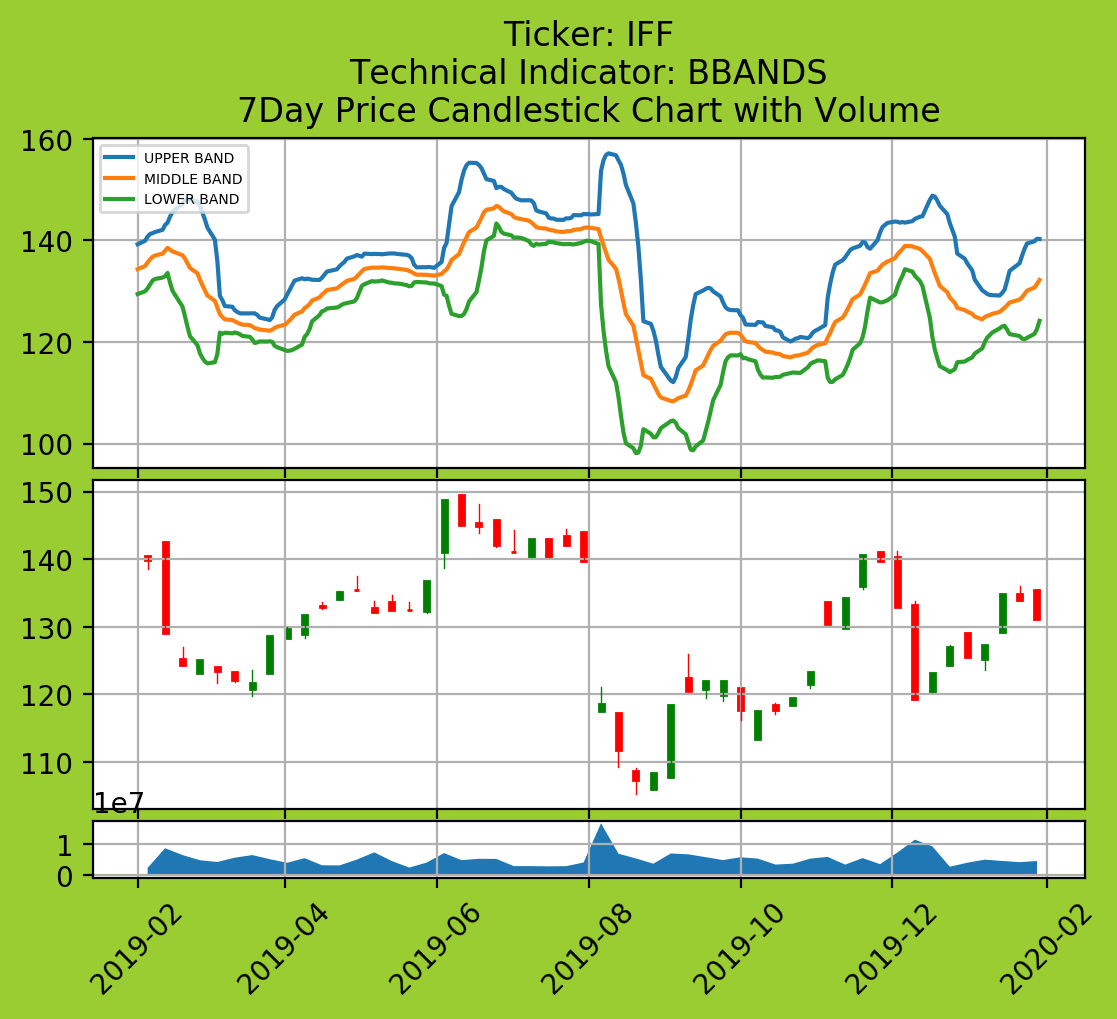 Ticker: IFF
Technical Indicator: BBANDS
7Day Price Candlestick Chart with Volume
160
140
120
100
UPPER BAND
MIDDLE BAND
LOWER BAND
150
140
130
120
110
1e7
1
0
2019-02
2019-04
2019-06
2019-08
2019-10
2019-12
2020-02